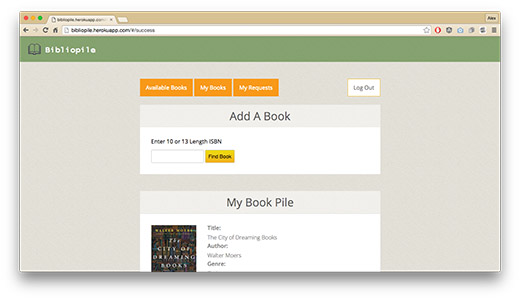 Alex
bibliopile.herokuapp.com/#
bibliopile.herokuapp.com/#/success
Bibliopile
Available Books
My Books
My Requests
Log Out
Add A Book
Enter 10 or 13 Length ISBN
Find Book
My Book Pile
WALTER MOERS
The
CITY OF
DREAMING
BOOKS
Title:
The City of Dreaming Books
Author:
Walter Moers
Genre: